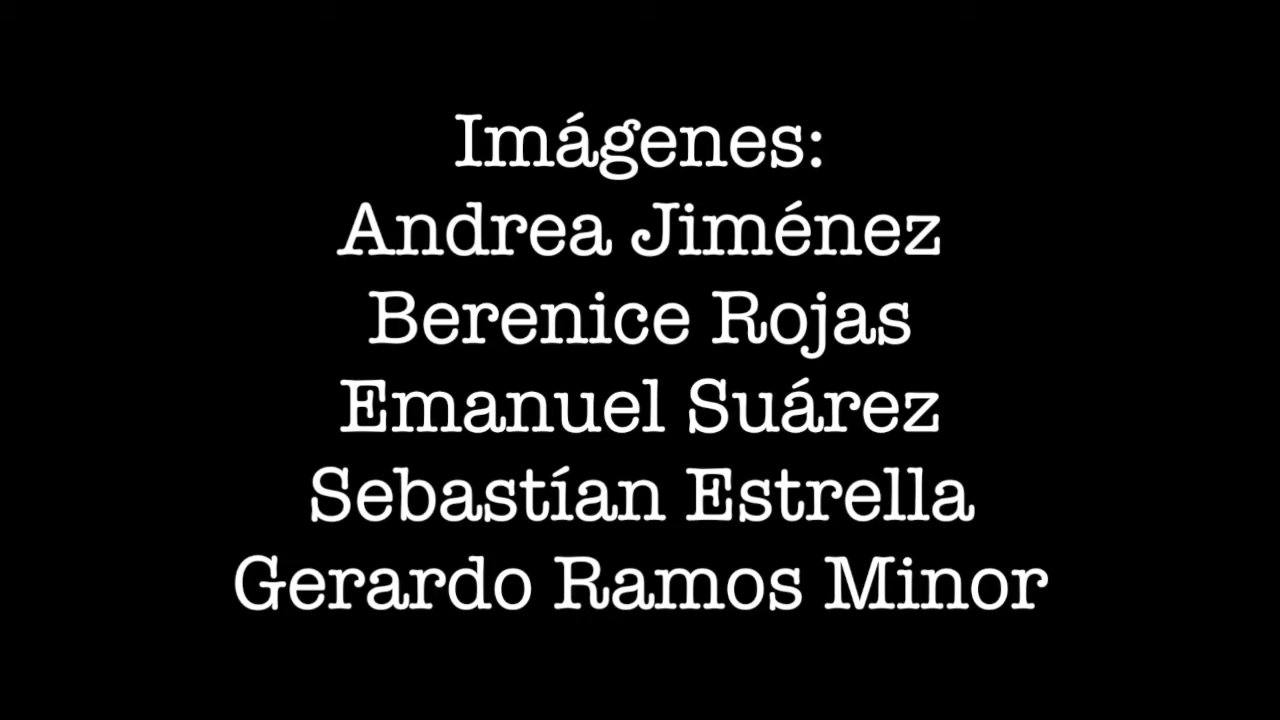 Imágenes:
Andrea Jiménez
Berenice Rojas
Emanuel Suárez
Sebastían Estrella
Gerardo Ramos Minor